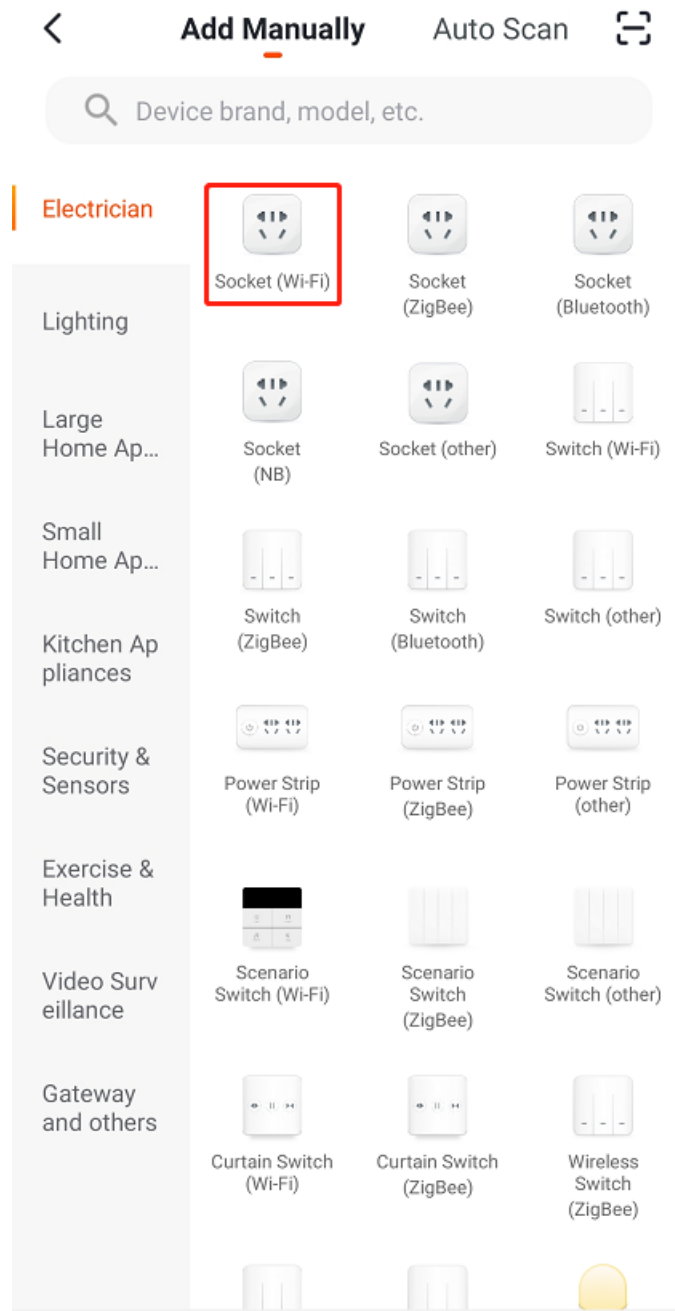 Add Manually
Auto Scan
Device brand, model, etc.
Electrician
Lighting
Large
Home Ap...
Small
Home Ap...
Kitchen Ap
pliances
Security &
Sensors
Exercise &
Health
Video Surv
eillance
Gateway
and others
Socket (Wi-Fi)
Socket
(ZigBee)
Socket
(Bluetooth)
Socket
(NB)
Socket (other)
Switch (Wi-Fi)
Switch
(ZigBee)
Switch
(Bluetooth)
Switch (other)
Power Strip
(Wi-Fi)
Power Strip
(ZigBee)
Power Strip
(other)
Scenario
Switch (Wi-Fi)
Scenario
Switch
(ZigBee)
Scenario
Switch (other)
Curtain Switch
(Wi-Fi)
Curtain Switch
(ZigBee)
Wireless
Switch
(ZigBee)